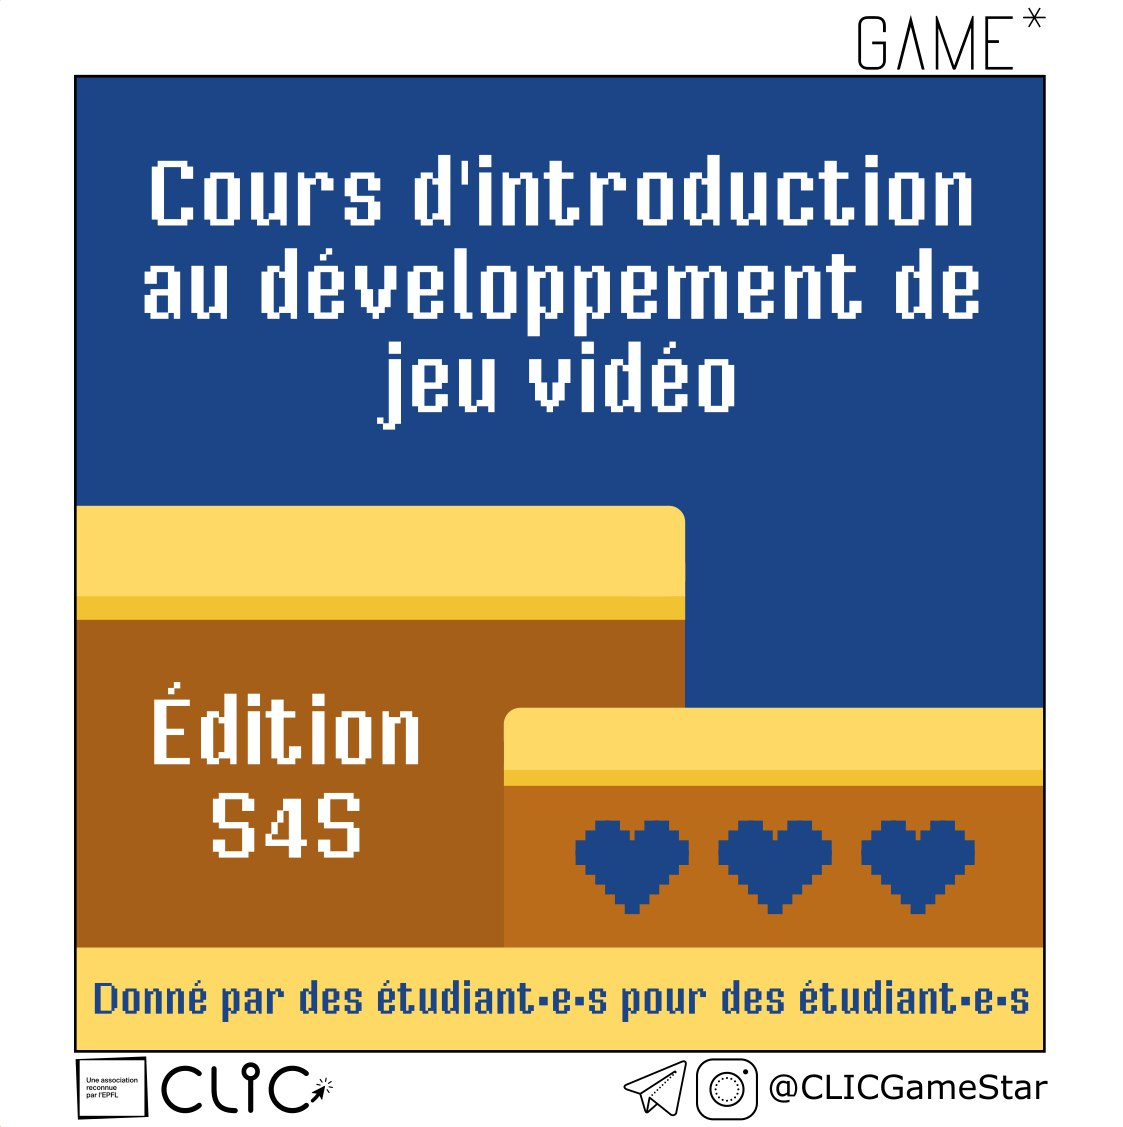 GAME*
Cours d'introduction
au développement de
jeu vidéo
Édition
S4S
Donné par des étudiant·e·s pour des étudiant·e·s
Une association
reconnue
par l'EPFL
CLIC
@CLICGameStar